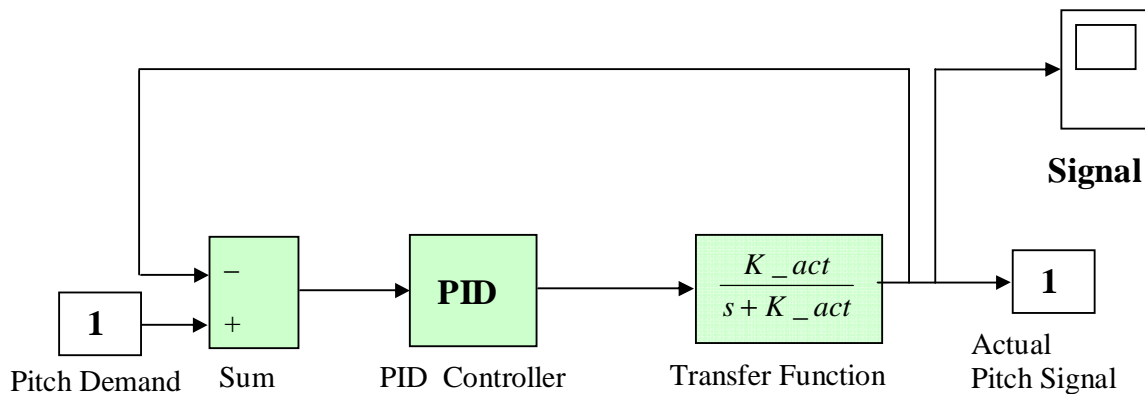 Signal
−
+
1
PID
K _ act
s + K _ act
1
Pitch Demand
Sum
PID Controller
Transfer Function
Actual
Pitch Signal